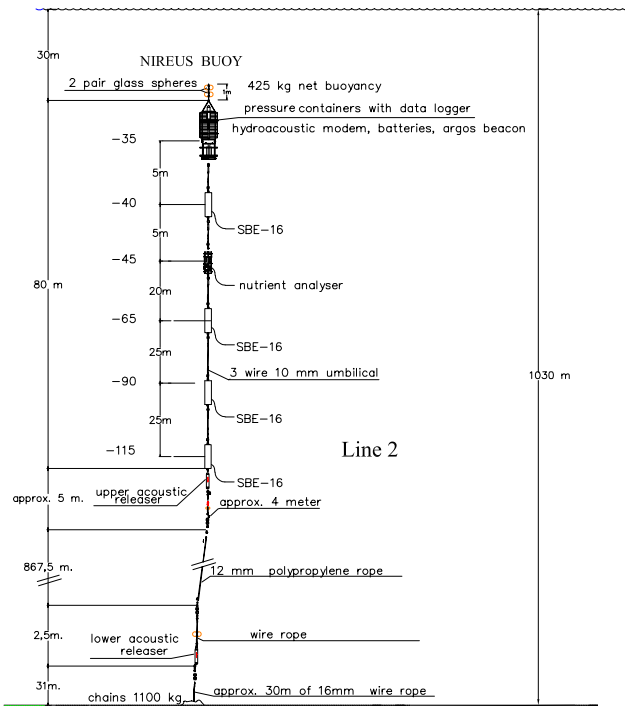 30m
NIREUS BUOY
2 pair glass spheres
1m
425 kg net buoyancy
pressure containers with data logger
hydroacoustic modem, batteries, argos beacon
-35
5m
-40
SBE-16
5m
-45
nutrient analyser
80 m
20m
-65
SBE-16
25m
3 wire 10 mm umbilical
1030 m
-90
SBE-16
25m
Line 2
-115
SBE-16
approx. 5 m.
upper acoustic
releaser
approx. 4 meter
867,5 m.
12 mm polypropylene rope
2,5m.
lower acoustic
releaser
wire rope
31m.
chains 1100 kg
approx. 30m of 16mm wire rope